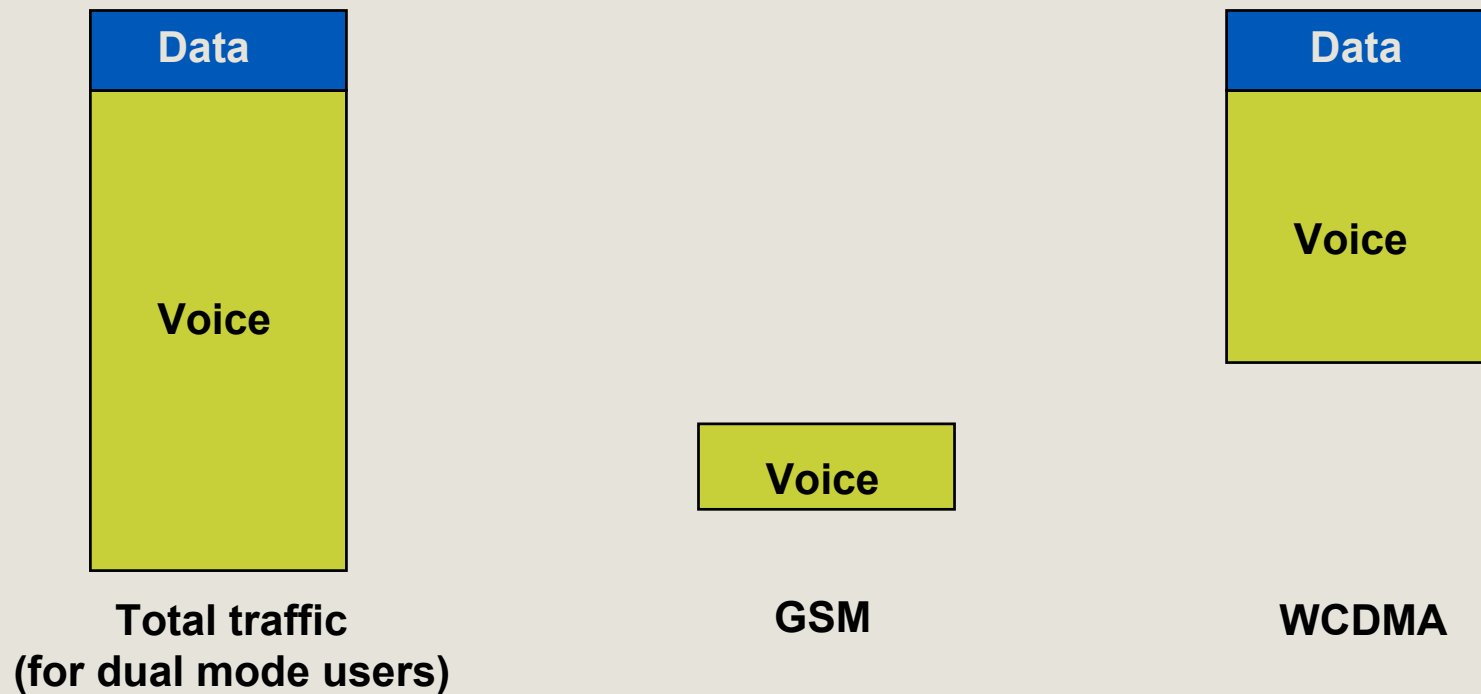 Data
Voice
Total traffic
(for dual mode users)
Voice
GSM
Data
Voice
WCDMA